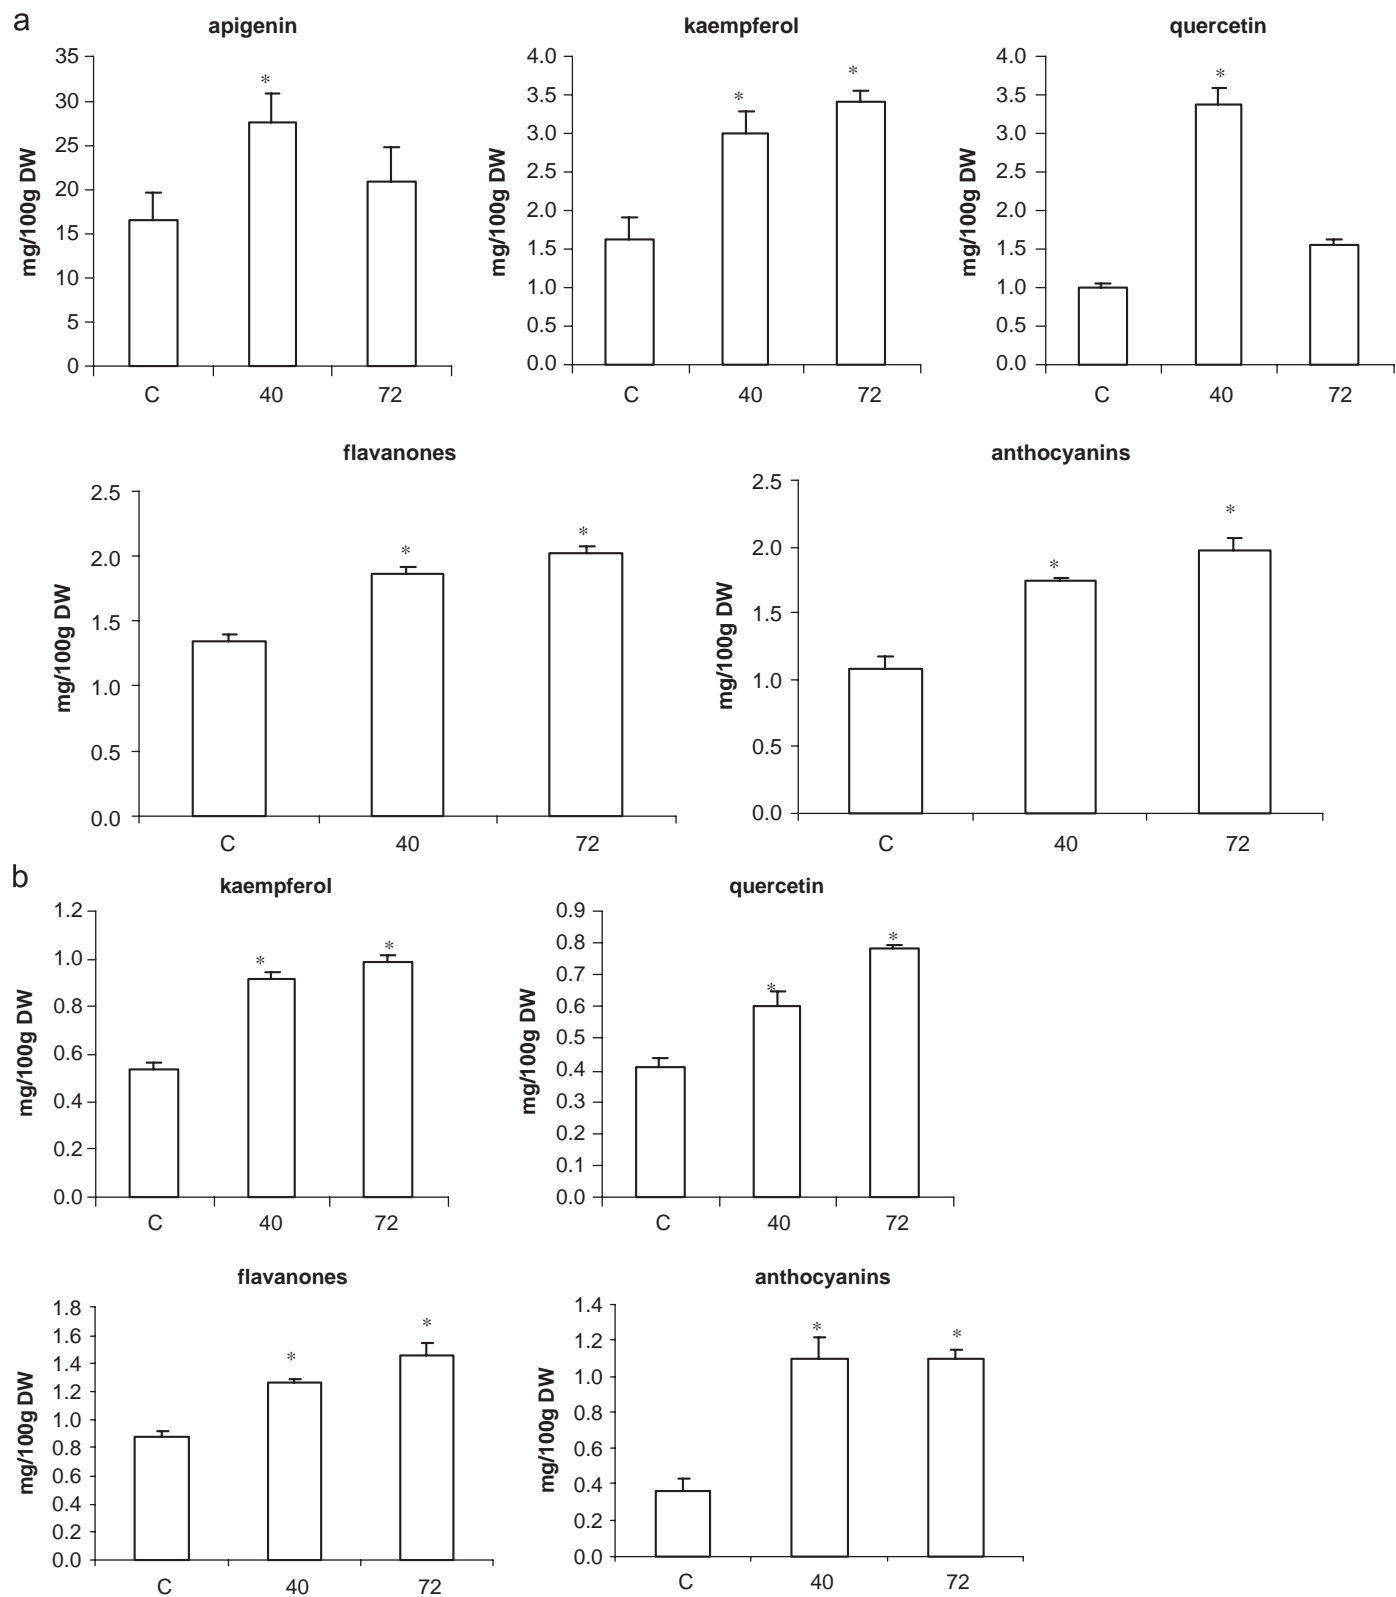 a
apigenin
kaempferol
quercetin
mg/100g DW
35
30
25
20
15
10
5
0
C 40 72
*
mg/100g DW
4.0
3.5
3.0
2.5
2.0
1.5
1.0
0.5
0.0
C 40 72
* *
mg/100g DW
4.0
3.5
3.0
2.5
2.0
1.5
1.0
0.5
0.0
C 40 72
*
flavanones
mg/100g DW
2.5
2.0
1.5
1.0
0.5
0.0
C 40 72
* *
anthocyanins
mg/100g DW
2.5
2.0
1.5
1.0
0.5
0.0
C 40 72
* *
b
kaempferol
mg/100g DW
1.2
1.0
0.8
0.6
0.4
0.2
0.0
C 40 72
* *
quercetin
mg/100g DW
0.9
0.8
0.7
0.6
0.5
0.4
0.3
0.2
0.1
0.0
C 40 72
* *
flavanones
mg/100g DW
1.8
1.6
1.4
1.2
1.0
0.8
0.6
0.4
0.2
0.0
C 40 72
* *
anthocyanins
mg/100g DW
1.4
1.2
1.0
0.8
0.6
0.4
0.2
0.0
C 40 72
* *